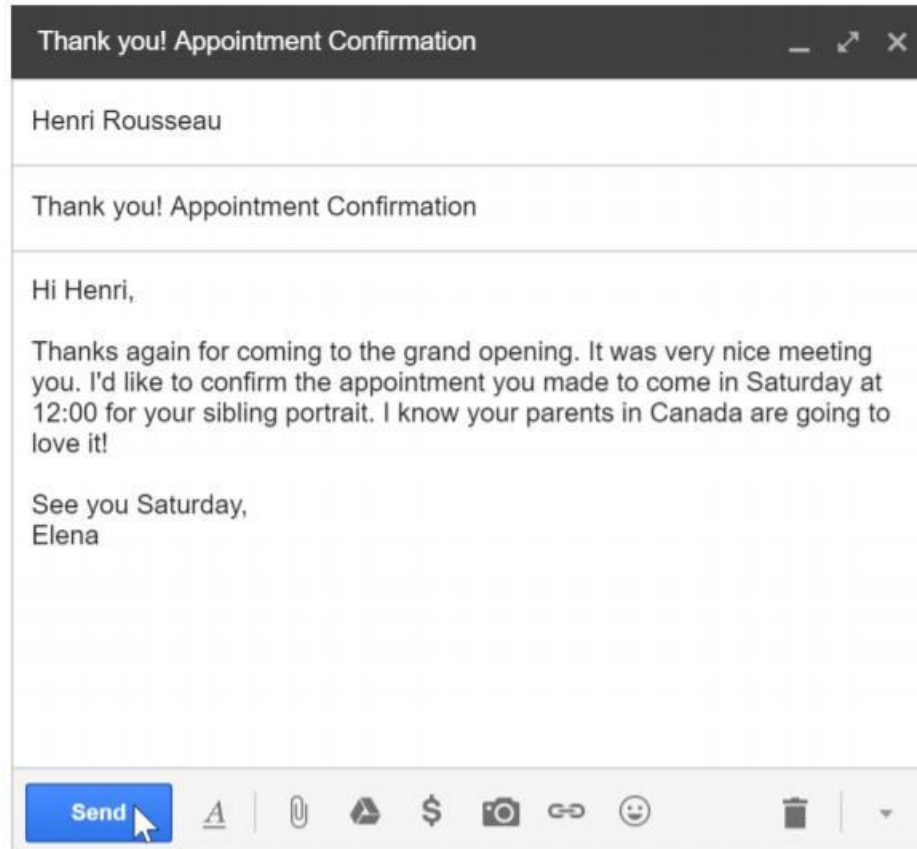 Thank you! Appointment Confirmation
Henri Rousseau
Thank you! Appointment Confirmation
Hi Henri,
Thanks again for coming to the grand opening. It was very nice meeting
you. I'd like to confirm the appointment you made to come in Saturday at
12:00 for your sibling portrait. I know your parents in Canada are going to
love it!
See you Saturday,
Elena
Send A $